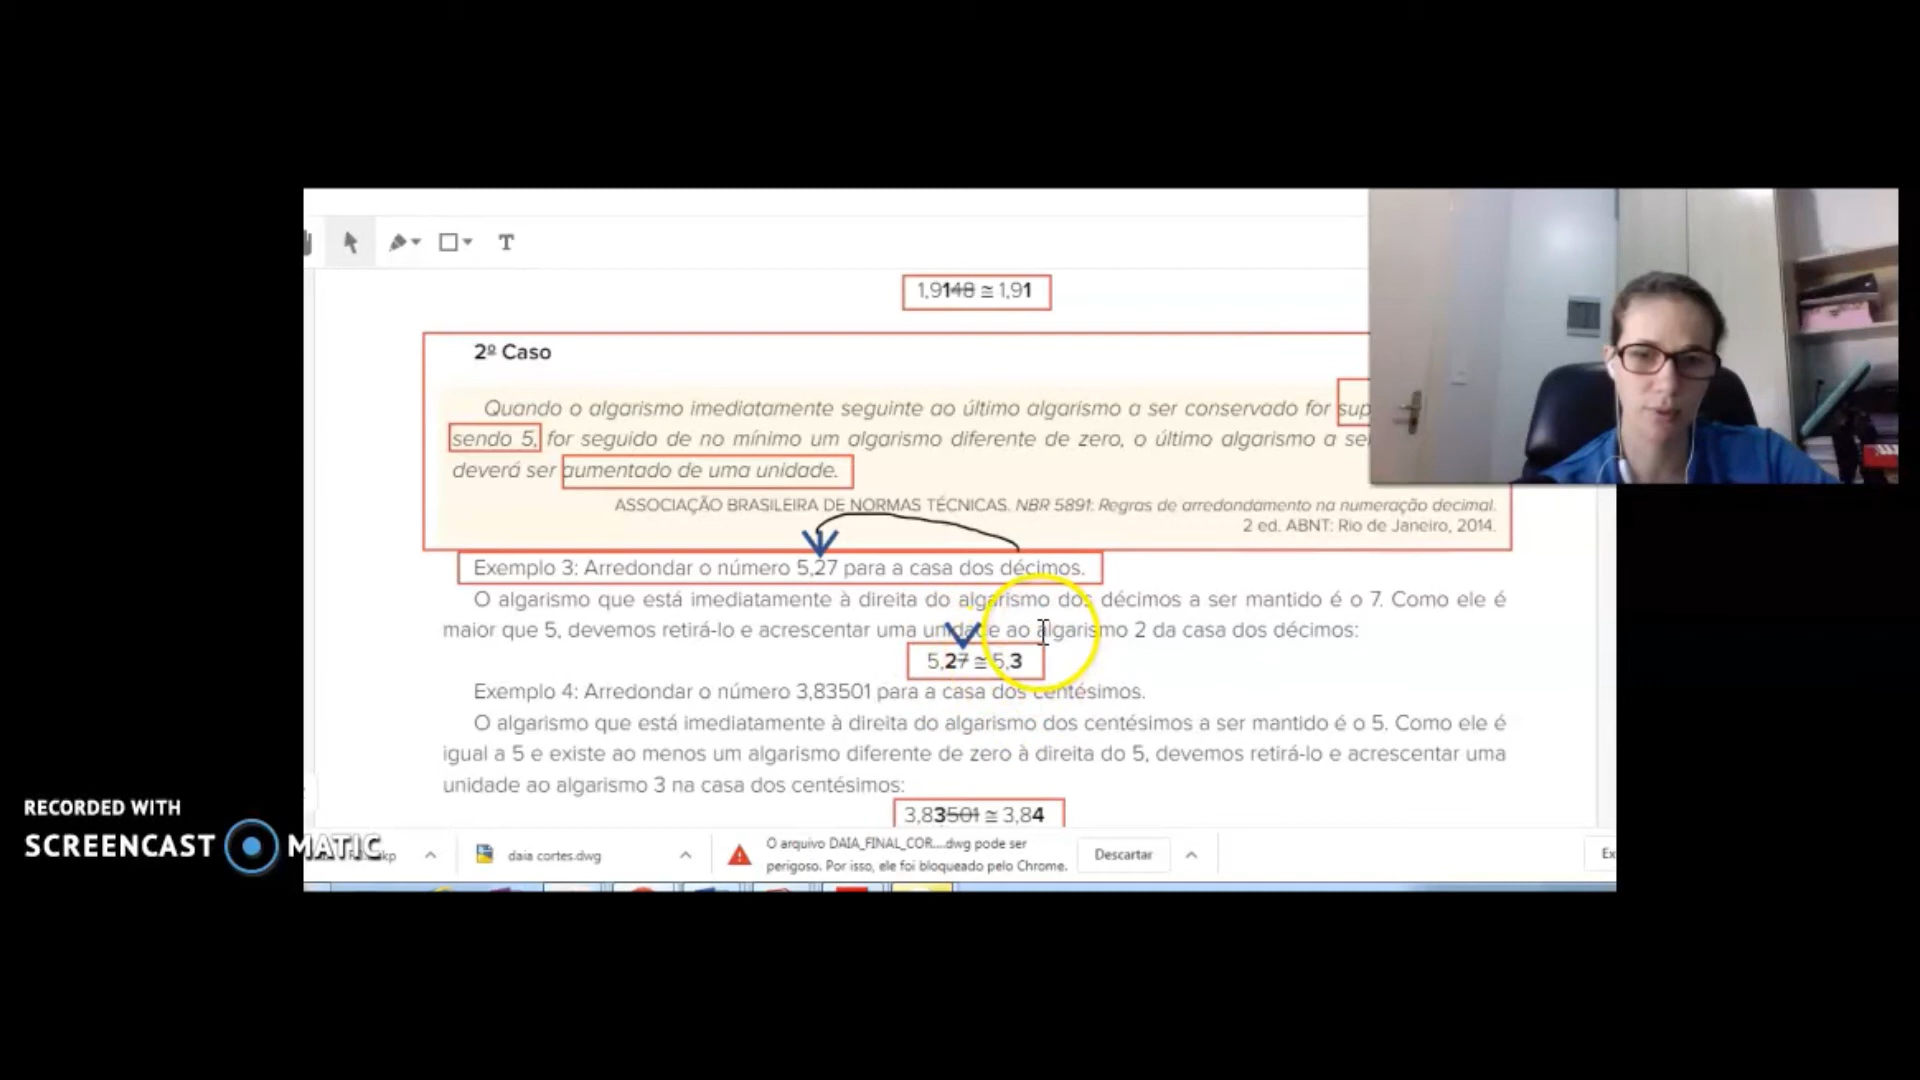 T
1,9148 ≅ 1,91
2º Caso
Quando o algarismo imediatamente seguinte ao último algarismo a ser conservado for
sendo 5, for seguido de no mínimo um algarismo diferente de zero, o último algarismo a
deverá ser aumentado de uma unidade.
ASSOCIAÇÃO BRASILEIRA DE NORMAS TÉCNICAS. NBR 5891: Regras de arredondamento na numeração decimal.
2 ed. ABNT: Rio de Janeiro, 2014.
Exemplo 3: Arredondar o número 5,27 para a casa dos décimos.
O algarismo que está imediatamente à direita do algarismo dos décimos a ser mantido é o 7. Como ele é
maior que 5, devemos retirá-lo e acrescentar uma unidade ao algarismo 2 da casa dos décimos:
5,27 ≅ 5,3
Exemplo 4: Arredondar o número 3,83501 para a casa dos centésimos.
O algarismo que está imediatamente à direita do algarismo dos centésimos a ser mantido é o 5. Como ele é
igual a 5 e existe ao menos um algarismo diferente de zero à direita do 5, devemos retirá-lo e acrescentar uma
unidade ao algarismo 3 na casa dos centésimos:
3,83501 ≅ 3,84
daia cortes.dwg
O arquivo DAIA_FINAL_COR....dwg pode ser
perigoso. Por isso, ele foi bloqueado pelo Chrome.
Descartar
RECORDED WITH
SCREENCAST MATIC